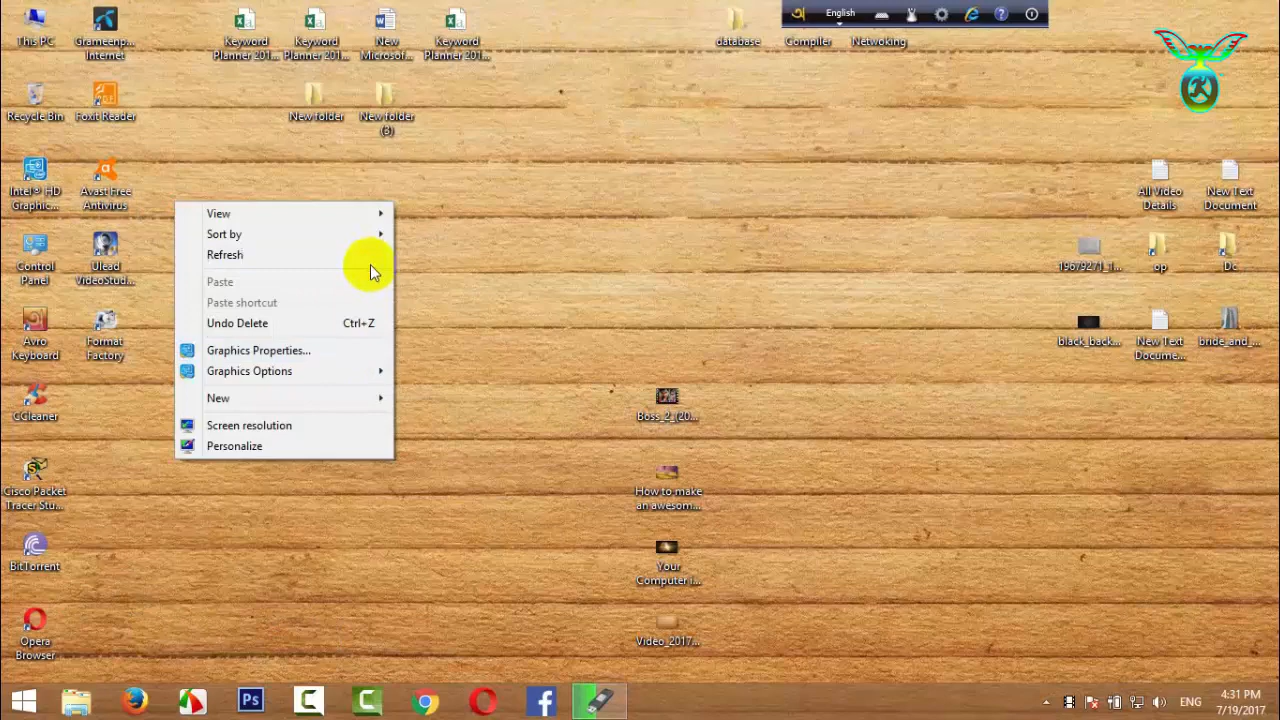 English
This PC
Grameenp...
Internet
Keyword
Planner 201...
Keyword
Planner 201...
New
Microsof...
Keyword
Planner 201...
database
Compiler
Netwoking
Recycle Bin
Foxit Reader
New folder
New folder
(3)
Intel® HD
Graphic...
Avast Free
Antivirus
All Video
Details
New Text
Document
View
Sort by
Refresh
Paste
Paste shortcut
Undo Delete Ctrl+Z
Graphics Properties...
Graphics Options
New
Screen resolution
Personalize
Control
Panel
Ulead
VideoStud...
19679271_1...
op
Dc
Avro
Keyboard
Format
Factory
black_back...
New Text
Docume...
bride_and_...
CCleaner
Boss_2_(20...
Cisco Packet
Tracer Stu...
How to make
an awesom...
BitTorrent
Your
Computer i...
Opera
Browser
Video_2017...
Ps
ENG
4:31 PM
7/19/2017